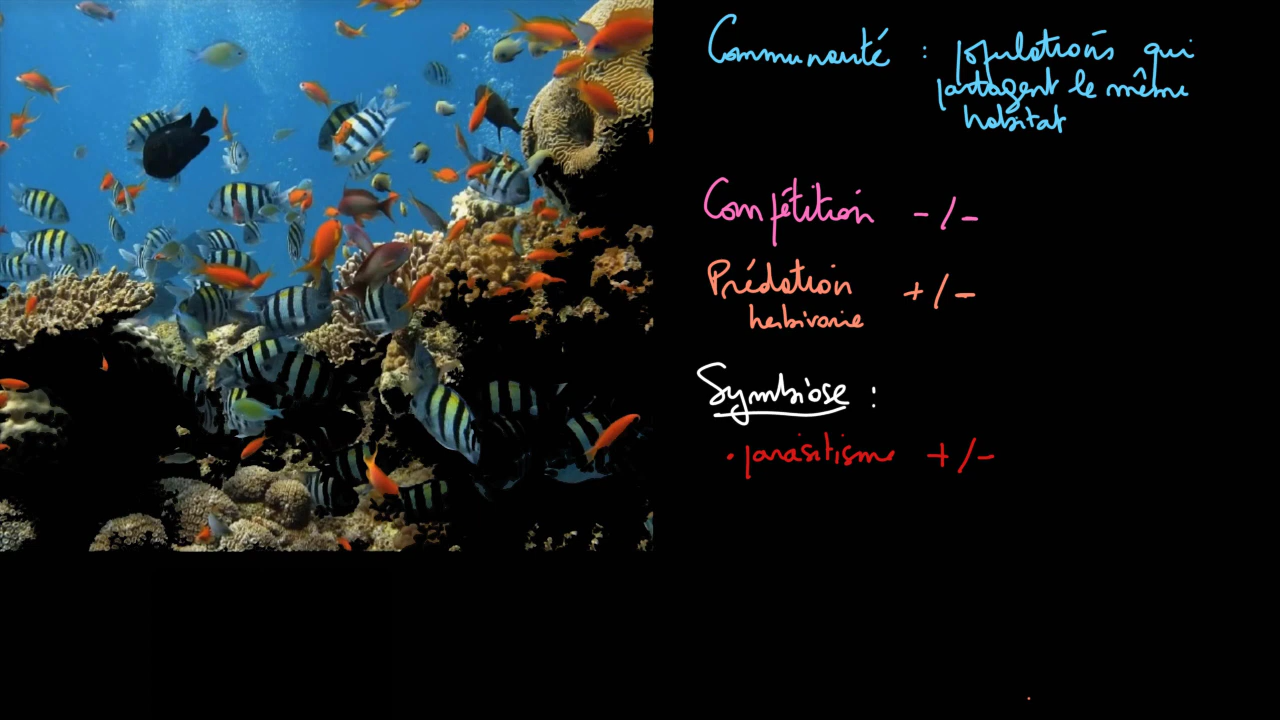 Communauté : populations qui
partagent le même
habitat
Compétition -/-
Prédation +/-
herbivorie
Symbiose :
• parasitisme +/-